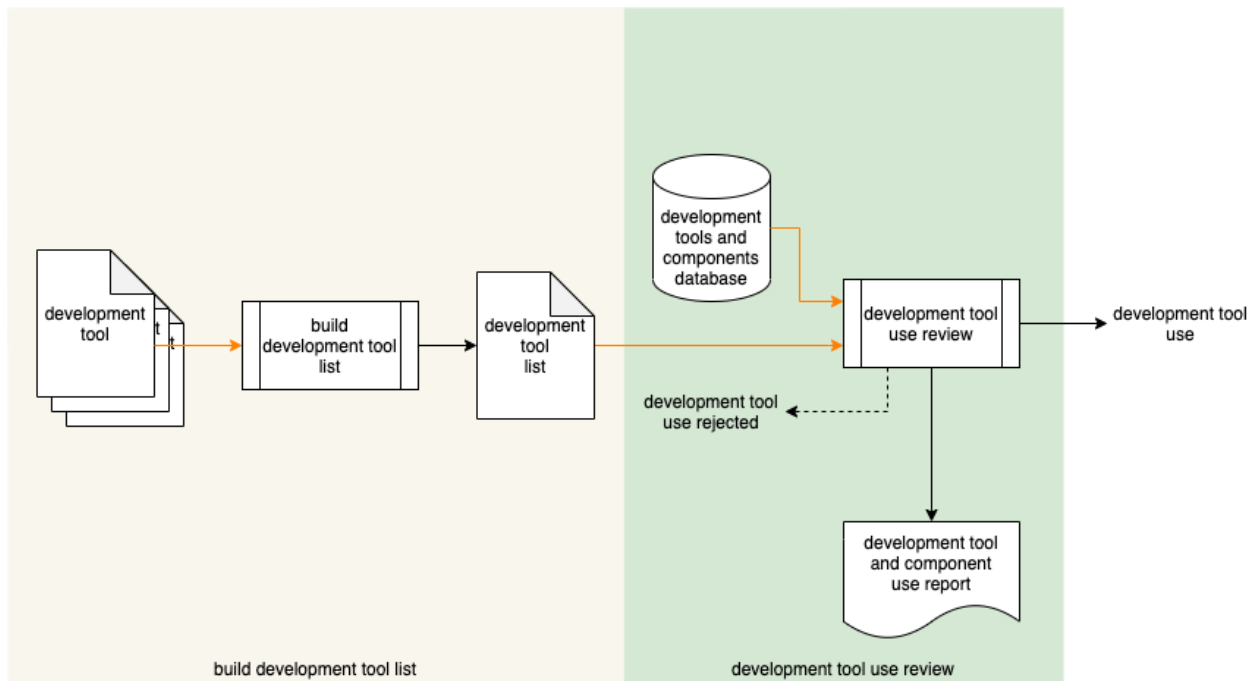 development
tool
t
t
build
development tool
list
development
tool
list
development
tools and
components
database
development tool
use review
development tool
use
development tool
use rejected
development tool
and component
use report
build development tool list
development tool use review